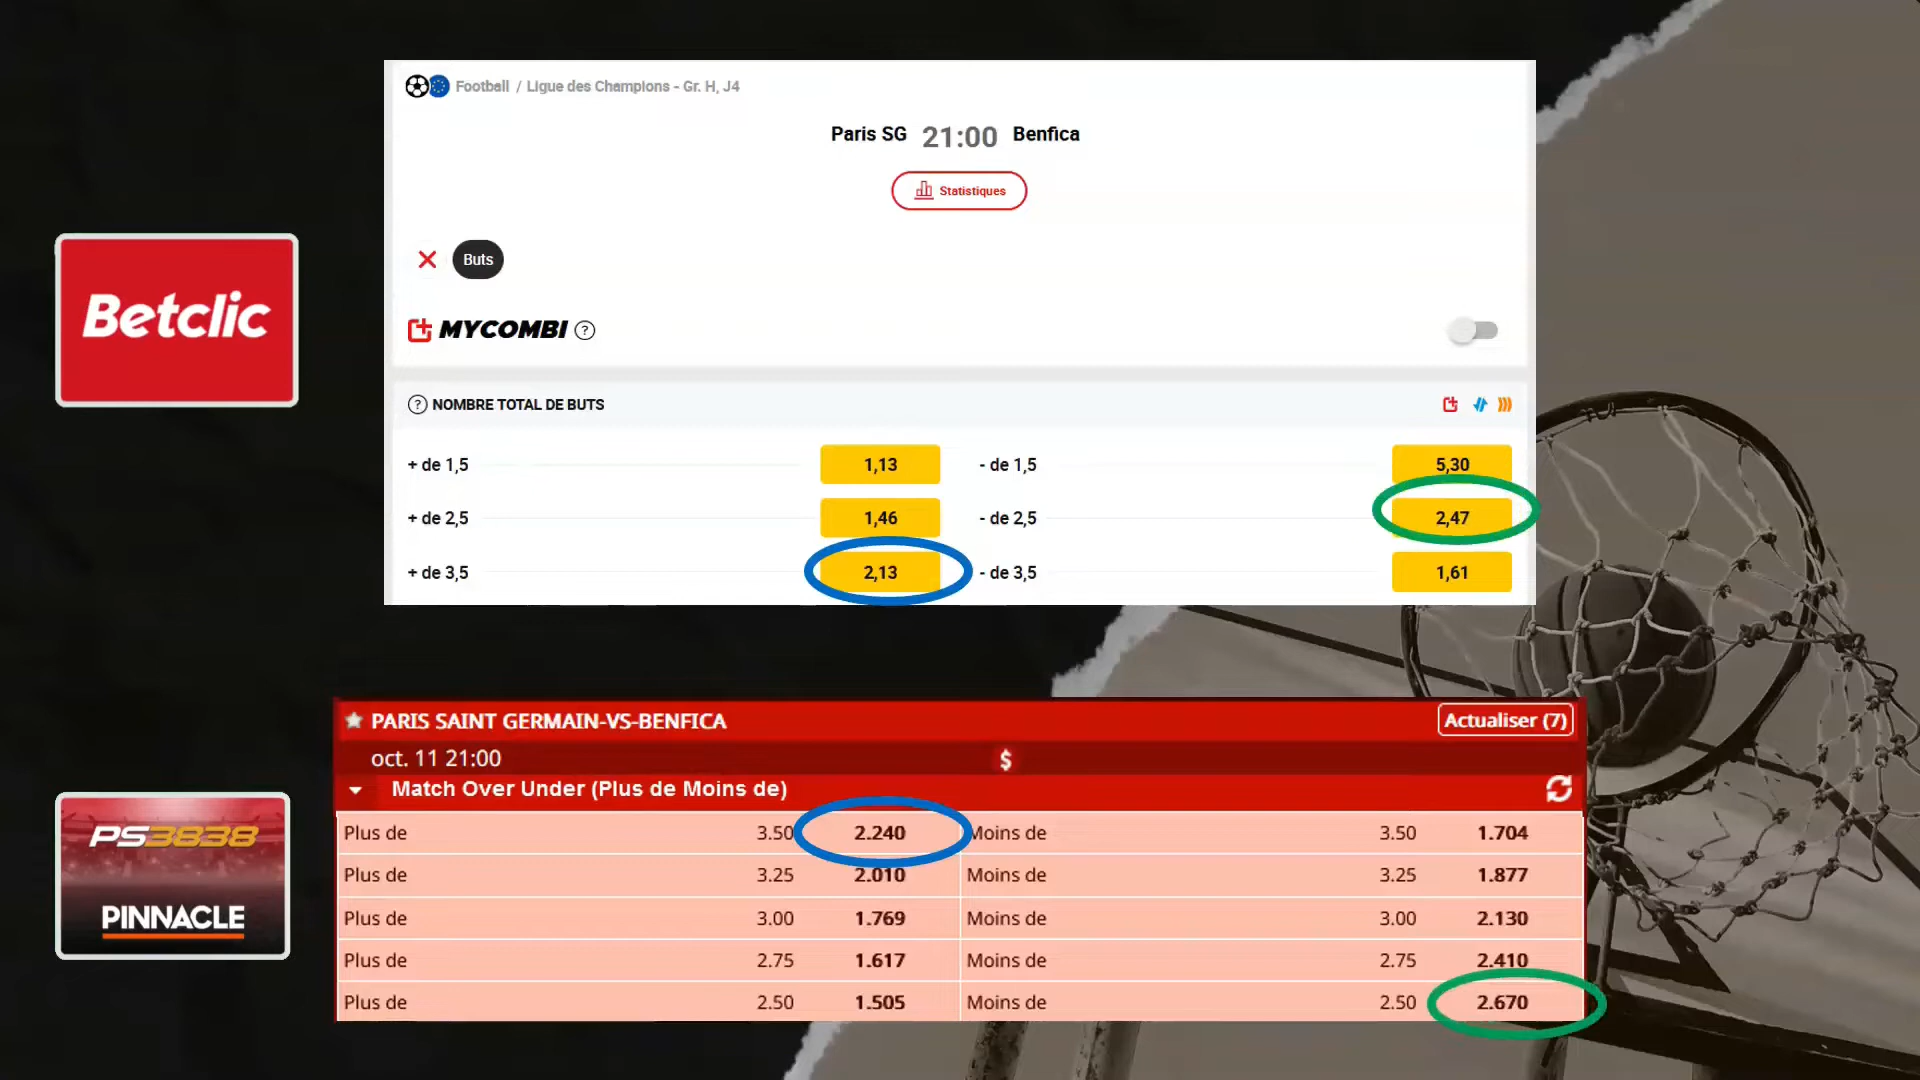 Football / Ligue des Champions - Gr. H, J4
Paris SG 21:00 Benfica
Statistiques
Buts
MYCOMBI ?
Betclic
? NOMBRE TOTAL DE BUTS
+ de 1,5 1,13 - de 1,5 5,30
+ de 2,5 1,46 - de 2,5 2,47
+ de 3,5 2,13 - de 3,5 1,61
PARIS SAINT GERMAIN-VS-BENFICA Actualiser (7)
oct. 11 21:00 $
Match Over Under (Plus de Moins de)
PS3838
PINNACLE
Plus de 3.50 2.240 Moins de 3.50 1.704
Plus de 3.25 2.010 Moins de 3.25 1.877
Plus de 3.00 1.769 Moins de 3.00 2.130
Plus de 2.75 1.617 Moins de 2.75 2.410
Plus de 2.50 1.505 Moins de 2.50 2.670